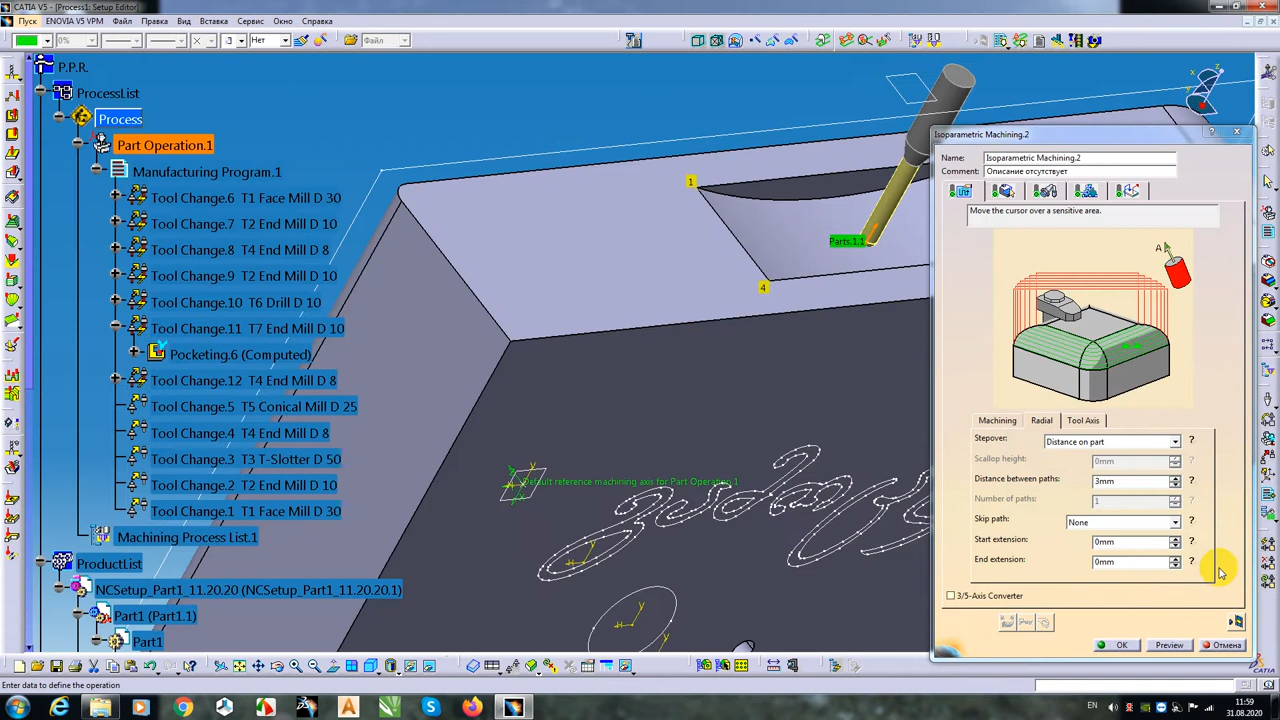 CATIA V5 - [Process1: Setup Editor]
Пуск ENOVIA V5 VPM Файл Правка Вид Вставка Сервис Окно Справка
0% Нет Файл
P.P.R.
ProcessList
Process
Part Operation.1
Manufacturing Program.1
Tool Change.6 T1 Face Mill D 30
Tool Change.7 T2 End Mill D 10
Tool Change.8 T4 End Mill D 8
Tool Change.9 T2 End Mill D 10
Tool Change.10 T6 Drill D 10
Tool Change.11 T7 End Mill D 10
Pocketing.6 (Computed)
Tool Change.12 T4 End Mill D 8
Tool Change.5 T5 Conical Mill D 25
Tool Change.4 T4 End Mill D 8
Tool Change.3 T3 T-Slotter D 50
Tool Change.2 T2 End Mill D 10
Tool Change.1 T1 Face Mill D 30
Machining Process List.1
ProductList
NCSetup_Part1_11.20.20 (NCSetup_Part1_11.20.20.1)
Part1 (Part1.1)
Part1
1
4
Parts.1.1
Default reference machining axis for Part Operation.1
Isoparametric Machining.2
Name: Isoparametric Machining.2
Comment: Описание отсутствует
Move the cursor over a sensitive area.
A
Machining Radial Tool Axis
Stepover: Distance on part ?
Scallop height: 0mm ?
Distance between paths: 3mm ?
Number of paths: 1 ?
Skip path: None ?
Start extension: 0mm ?
End extension: 0mm ?
3/5-Axis Converter
OK Preview Отмена
Enter data to define the operation
EN 11:59
31.08.2020